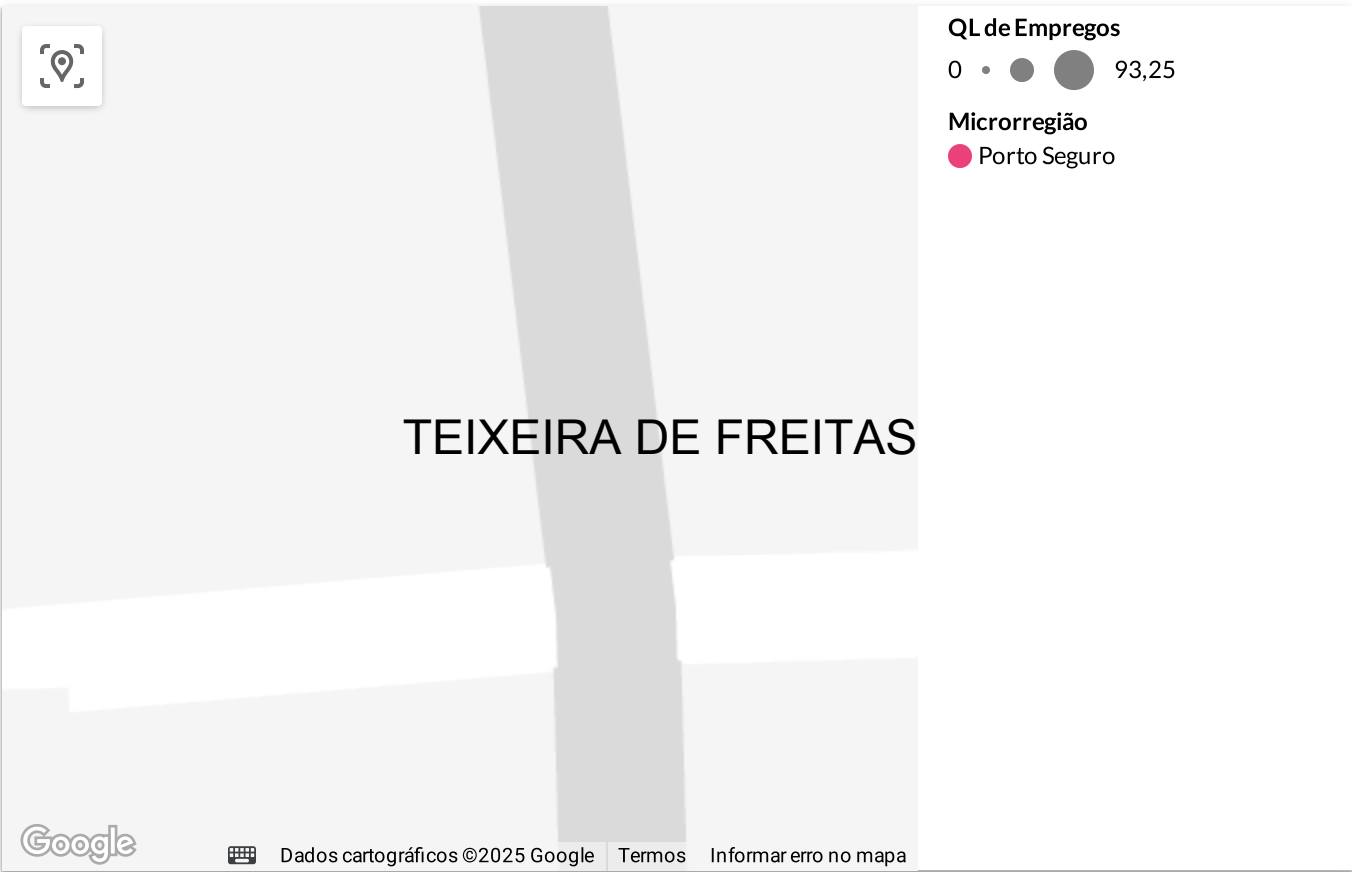 QL de Empregos
0 93,25
Microrregião
Porto Seguro
TEIXEIRA DE FREITAS
Google
Dados cartográficos ©2025 Google Termos Informar erro no mapa